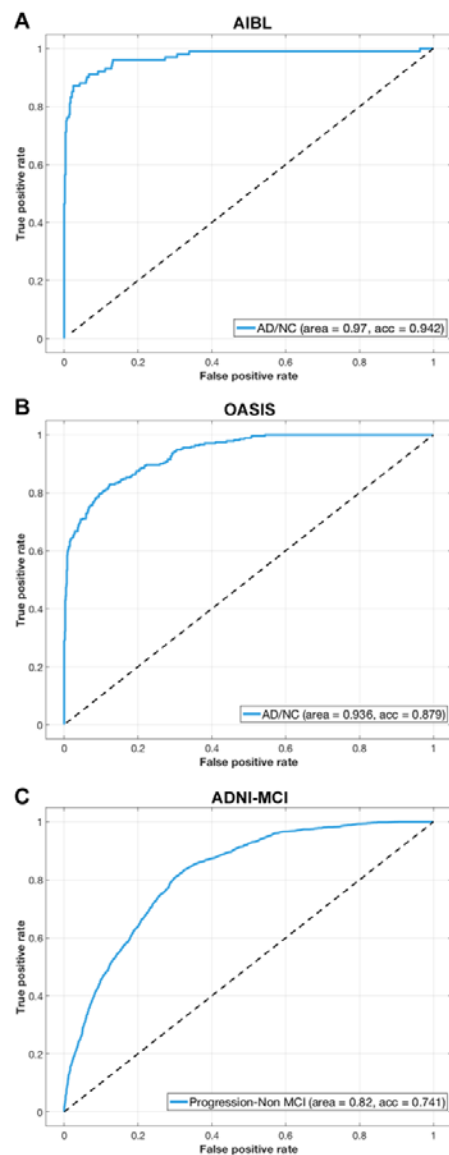 A
AIBL
1
0.8
0.6
0.4
0.2
0
True positive rate
AD/NC (area = 0.97, acc = 0.942)
0 0.2 0.4 0.6 0.8 1
False positive rate
B
OASIS
1
0.8
0.6
0.4
0.2
0
True positive rate
AD/NC (area = 0.936, acc = 0.879)
0 0.2 0.4 0.6 0.8 1
False positive rate
C
ADNI-MCI
1
0.8
0.6
0.4
0.2
0
True positive rate
Progression-Non MCI (area = 0.82, acc = 0.741)
0 0.2 0.4 0.6 0.8 1
False positive rate